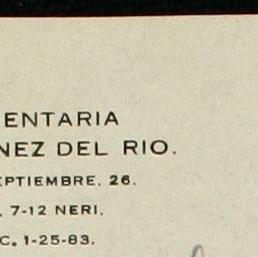 ENTARIA
NEZ DEL RIO.
EPTIEMBRE, 26.
. 7-12 NERI.
C. 1-25-83.